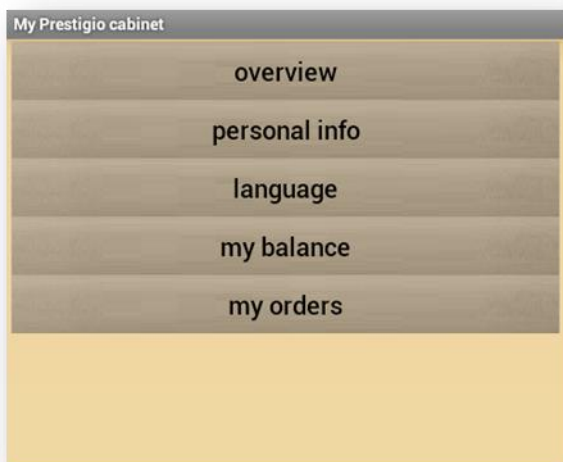 My Prestigio cabinet
overview
personal info
language
my balance
my orders